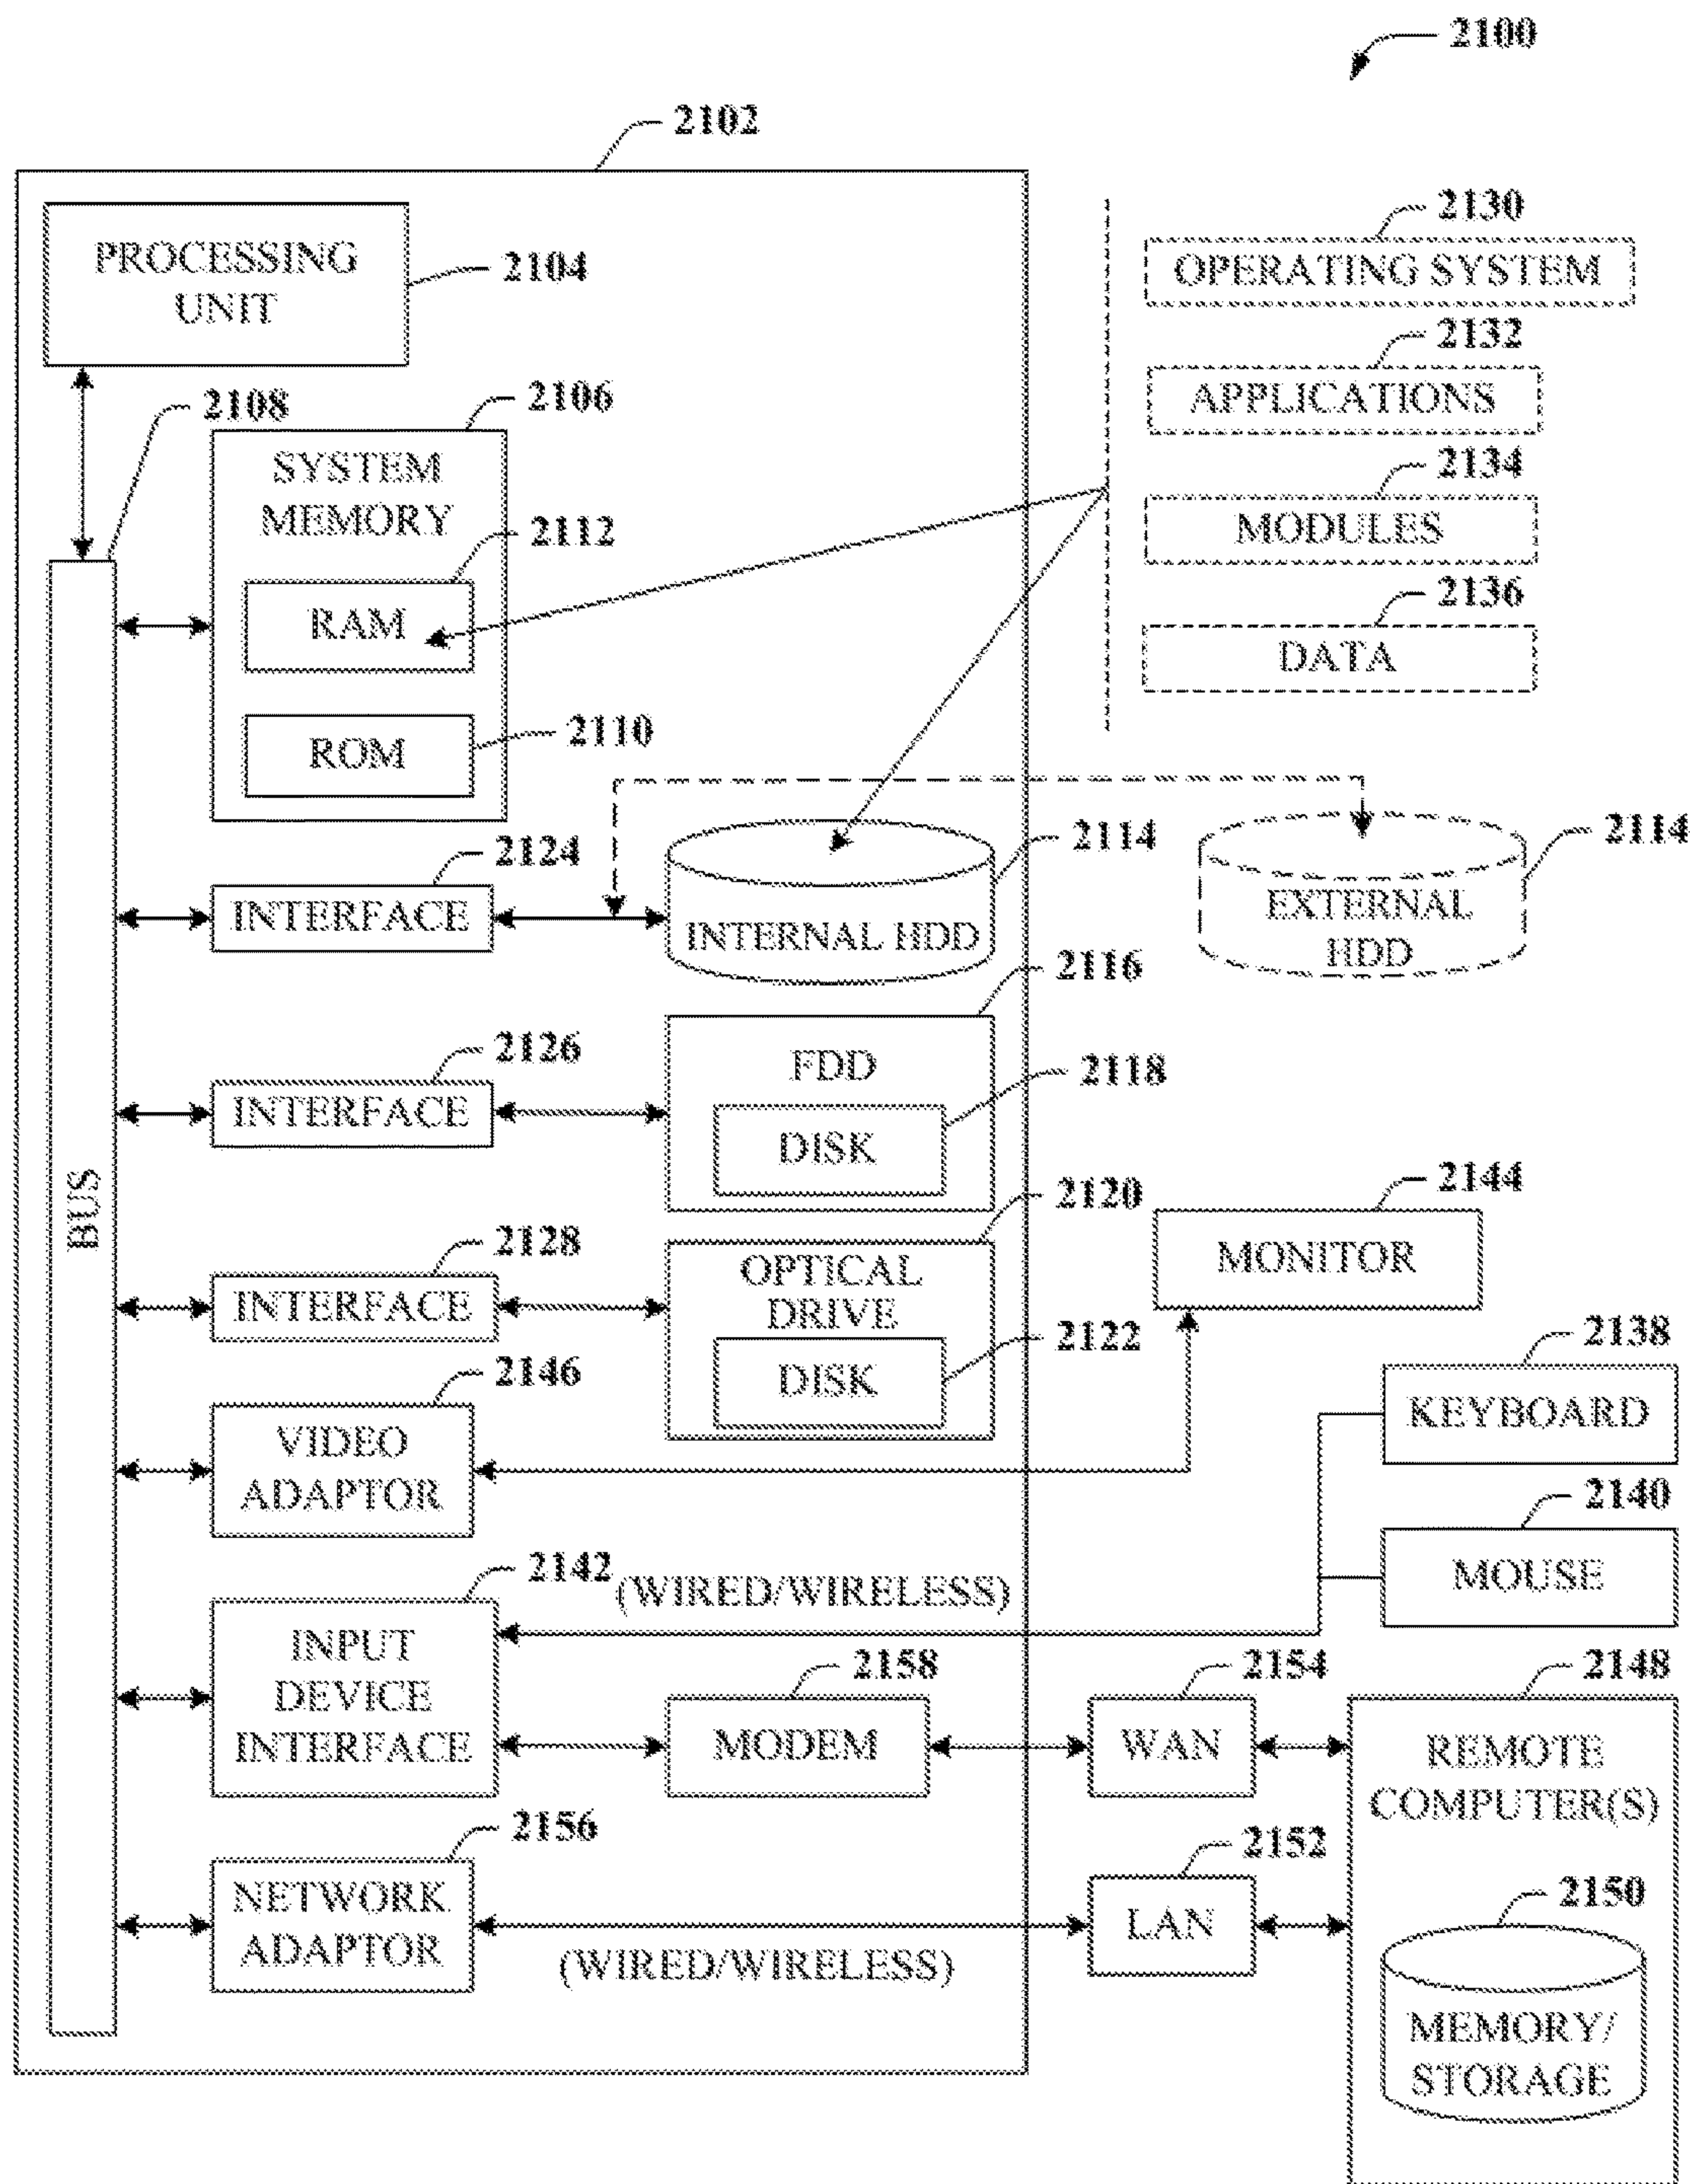 2100
2102
PROCESSING
UNIT
2104
2130
OPERATING SYSTEM
2132
APPLICATIONS
2134
MODULES
2136
DATA
2108
2106
SYSTEM
MEMORY
2112
RAM
2110
ROM
BUS
2124
INTERFACE
2114
INTERNAL HDD
2114
EXTERNAL
HDD
2126
INTERFACE
2116
FDD
2118
DISK
2128
INTERFACE
2120
OPTICAL
DRIVE
2122
DISK
2144
MONITOR
2146
VIDEO
ADAPTOR
2138
KEYBOARD
2140
MOUSE
2142
(WIRED/WIRELESS)
INPUT
DEVICE
INTERFACE
2158
MODEM
2154
WAN
2148
REMOTE
COMPUTER(S)
2156
NETWORK
ADAPTOR
(WIRED/WIRELESS)
2152
LAN
2150
MEMORY/
STORAGE